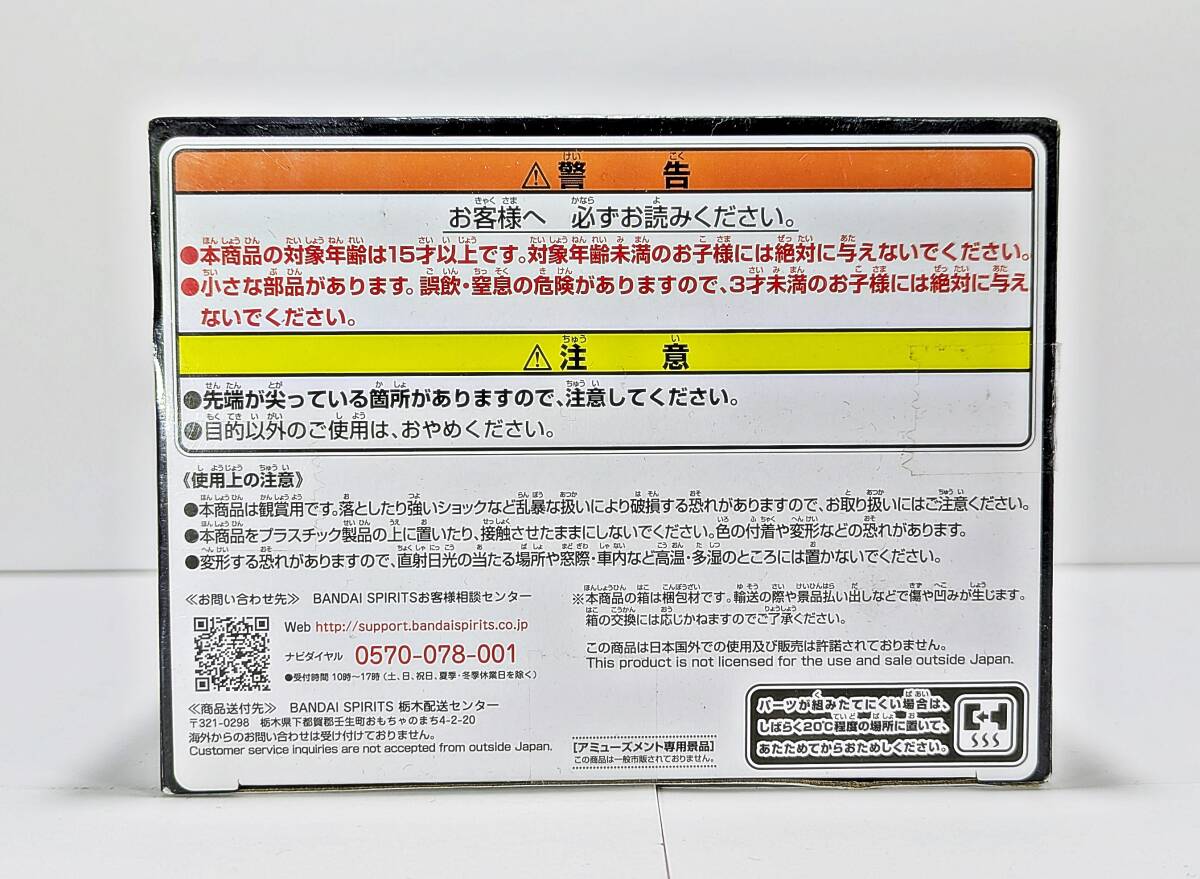 ⚠警告
お客様へ 必ずお読みください。
●本商品の対象年齢は15才以上です。対象年齢未満のお子様には絶対に与えないでください。
●小さな部品があります。誤飲・窒息の危険がありますので、3才未満のお子様には絶対に与え
ないでください。
⚠注意
●先端が尖っている箇所がありますので、注意してください。
●目的以外のご使用は、おやめください。
《使用上の注意》
●本商品は観賞用です。落としたり強いショックなど乱暴な扱いにより破損する恐れがありますので、お取り扱いにはご注意ください。
●本商品をプラスチック製品の上に置いたり、接触させたままにしないでください。色の付着や変形などの恐れがあります。
●変形する恐れがありますので、直射日光の当たる場所や窓際・車内など高温・多湿のところには置かないでください。
≪お問い合わせ先≫ BANDAI SPIRITSお客様相談センター
Web http://support.bandaispirits.co.jp
ナビダイヤル 0570-078-001
●受付時間 10時〜17時(土、日、祝日、夏季・冬季休業日を除く)
≪商品送付先≫ BANDAI SPIRITS 栃木配送センター
〒321-0298 栃木県下都賀郡壬生町おもちゃのまち4-2-20
海外からのお問い合わせは受け付けておりません。
Customer service inquiries are not accepted from outside Japan.
※本商品の箱は梱包材です。輸送の際や景品払い出しなどで傷や凹みが生じます。
箱の交換には応じかねますのでご了承ください。
この商品は日本国外での使用及び販売は許諾されておりません。
This product is not licensed for the use and sale outside Japan.
[アミューズメント専用景品]
この商品は一般市販されておりません。
パーツが組みたてにくい場合は、
しばらく20℃程度の場所に置いて、
あたためてからおためしください。